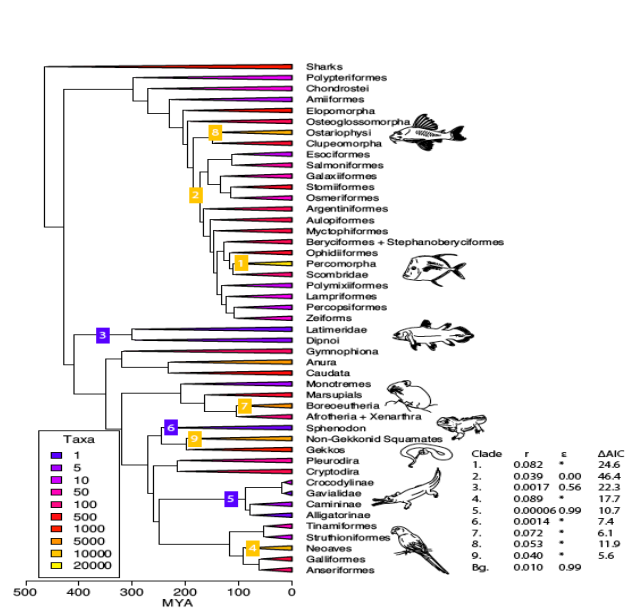 Sharks
Polypteriformes
Chondrostei
Amiiformes
Elopomorpha
Osteoglossomorpha
8 Ostariophysi
Clupeomorpha
Esociformes
Salmoniformes
Galaxiiformes
Stomiiformes
2
Osmeriformes
Argentiniformes
Aulopiformes
Myctophiformes
Beryciformes + Stephanoberyciformes
Ophidiiformes
1 Percomorpha
Scombridae
Polymixiiformes
Lampriformes
Percopsiformes
Zeiforms
Latimeridae
3
Dipnoi
Gymnophiona
Anura
Caudata
Monotremes
Marsupials
7 Boreoeutheria
Afrotheria + Xenarthra
6 Sphenodon
9 Non-Gekkonid Squamates
Gekkos
Pleurodira
Cryptodira
Crocodylinae
Gavialidae
5
Camininae
Alligatorinae
Tinamiformes
Struthioniformes
4 Neoaves
Galliformes
Anseriformes
Taxa
1
5
10
50
100
500
1000
5000
10000
20000
500 400 300 200 100 0
MYA
Clade r ε ΔAIC
1. 0.082 * 24.6
2. 0.039 0.00 46.4
3. 0.0017 0.56 22.3
4. 0.089 * 17.7
5. 0.00006 0.99 10.7
6. 0.0014 * 7.4
7. 0.072 * 6.1
8. 0.053 * 11.9
9. 0.040 * 5.6
Bg. 0.010 0.99